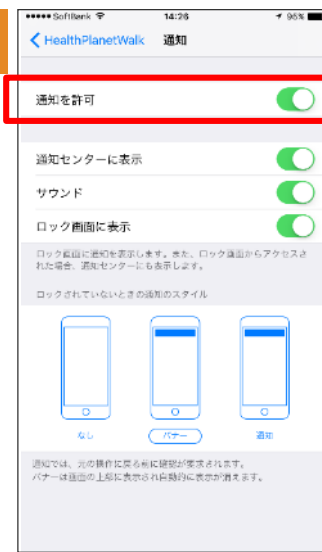 SoftBank 14:26 95%
HealthPlanetWalk 通知
通知を許可
通知センターに表示
サウンド
ロック画面に表示
ロック画面に通知を表示します。また、ロック画面からアクセスさ
れた場合、通知センターにも表示します。
ロックされていないときの通知のスタイル
なし バナー 通知
通知では、元の操作に戻る前に確認が要求されます。
バナーは画面の上部に表示され自動的に表示が消えます。